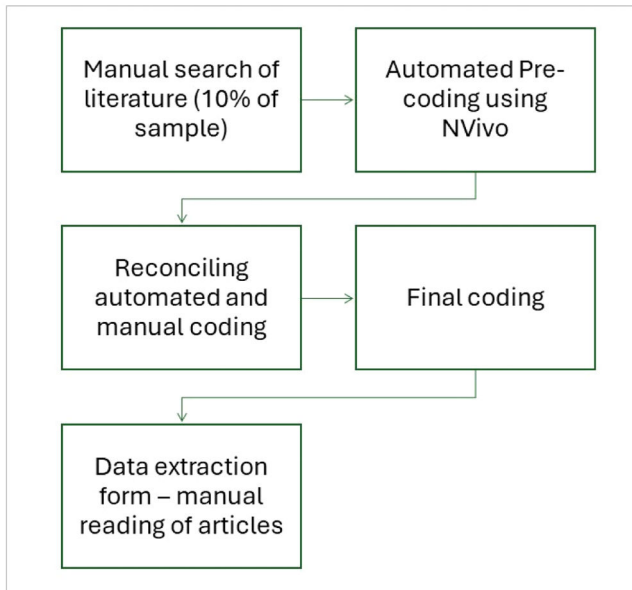 Manual search of
literature (10% of
sample)
Automated Pre-
coding using
NVivo
Reconciling
automated and
manual coding
Final coding
Data extraction
form – manual
reading of articles